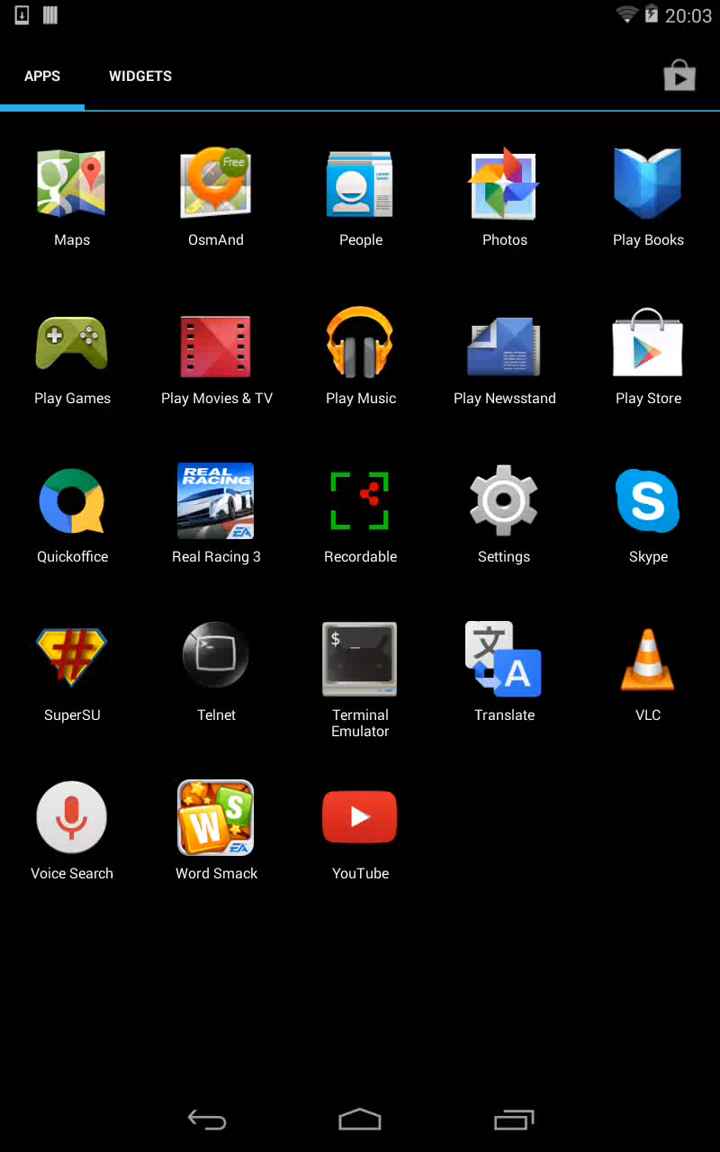 20:03
APPS WIDGETS
Free
Maps OsmAnd People Photos Play Books
Play Games Play Movies & TV Play Music Play Newsstand Play Store
REAL
RACING
S
EA
Quickoffice Real Racing 3 Recordable Settings Skype
#
$ _
文
A
SuperSU Telnet Terminal Emulator Translate VLC
S
W
EA
Voice Search Word Smack YouTube